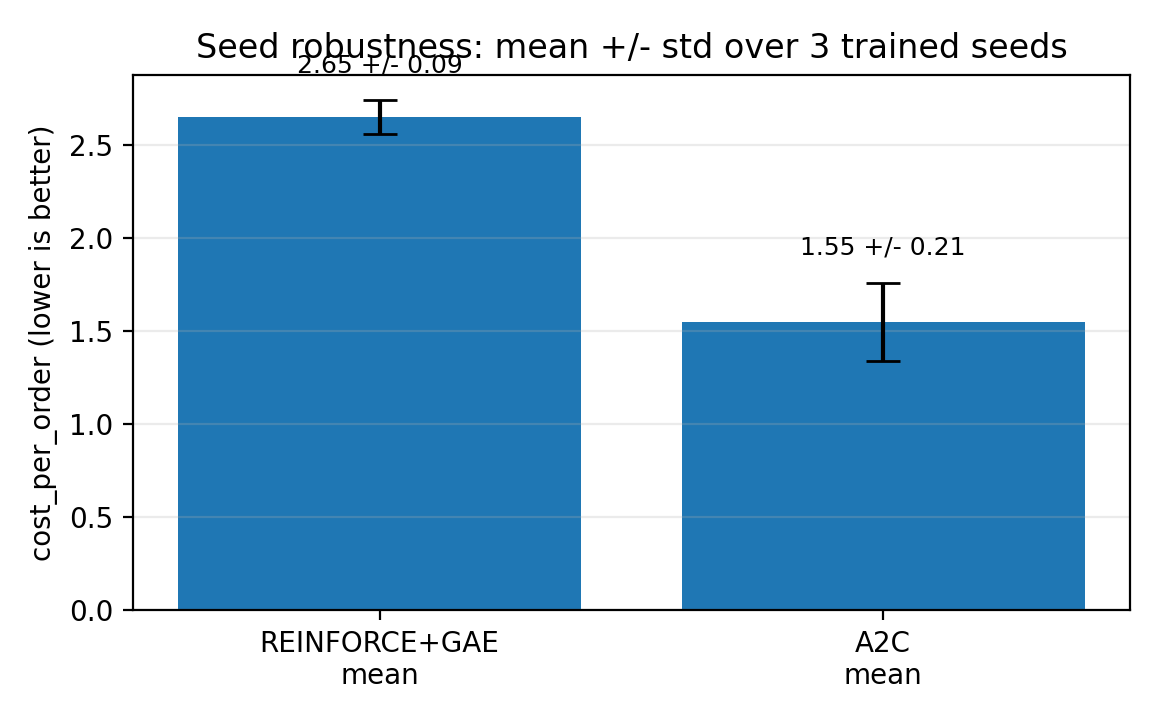 Seed robustness: mean +/- std over 3 trained seeds
2.65 +/- 0.09
1.55 +/- 0.21
cost_per_order (lower is better)
2.5
2.0
1.5
1.0
0.5
0.0
REINFORCE+GAE
mean
A2C
mean